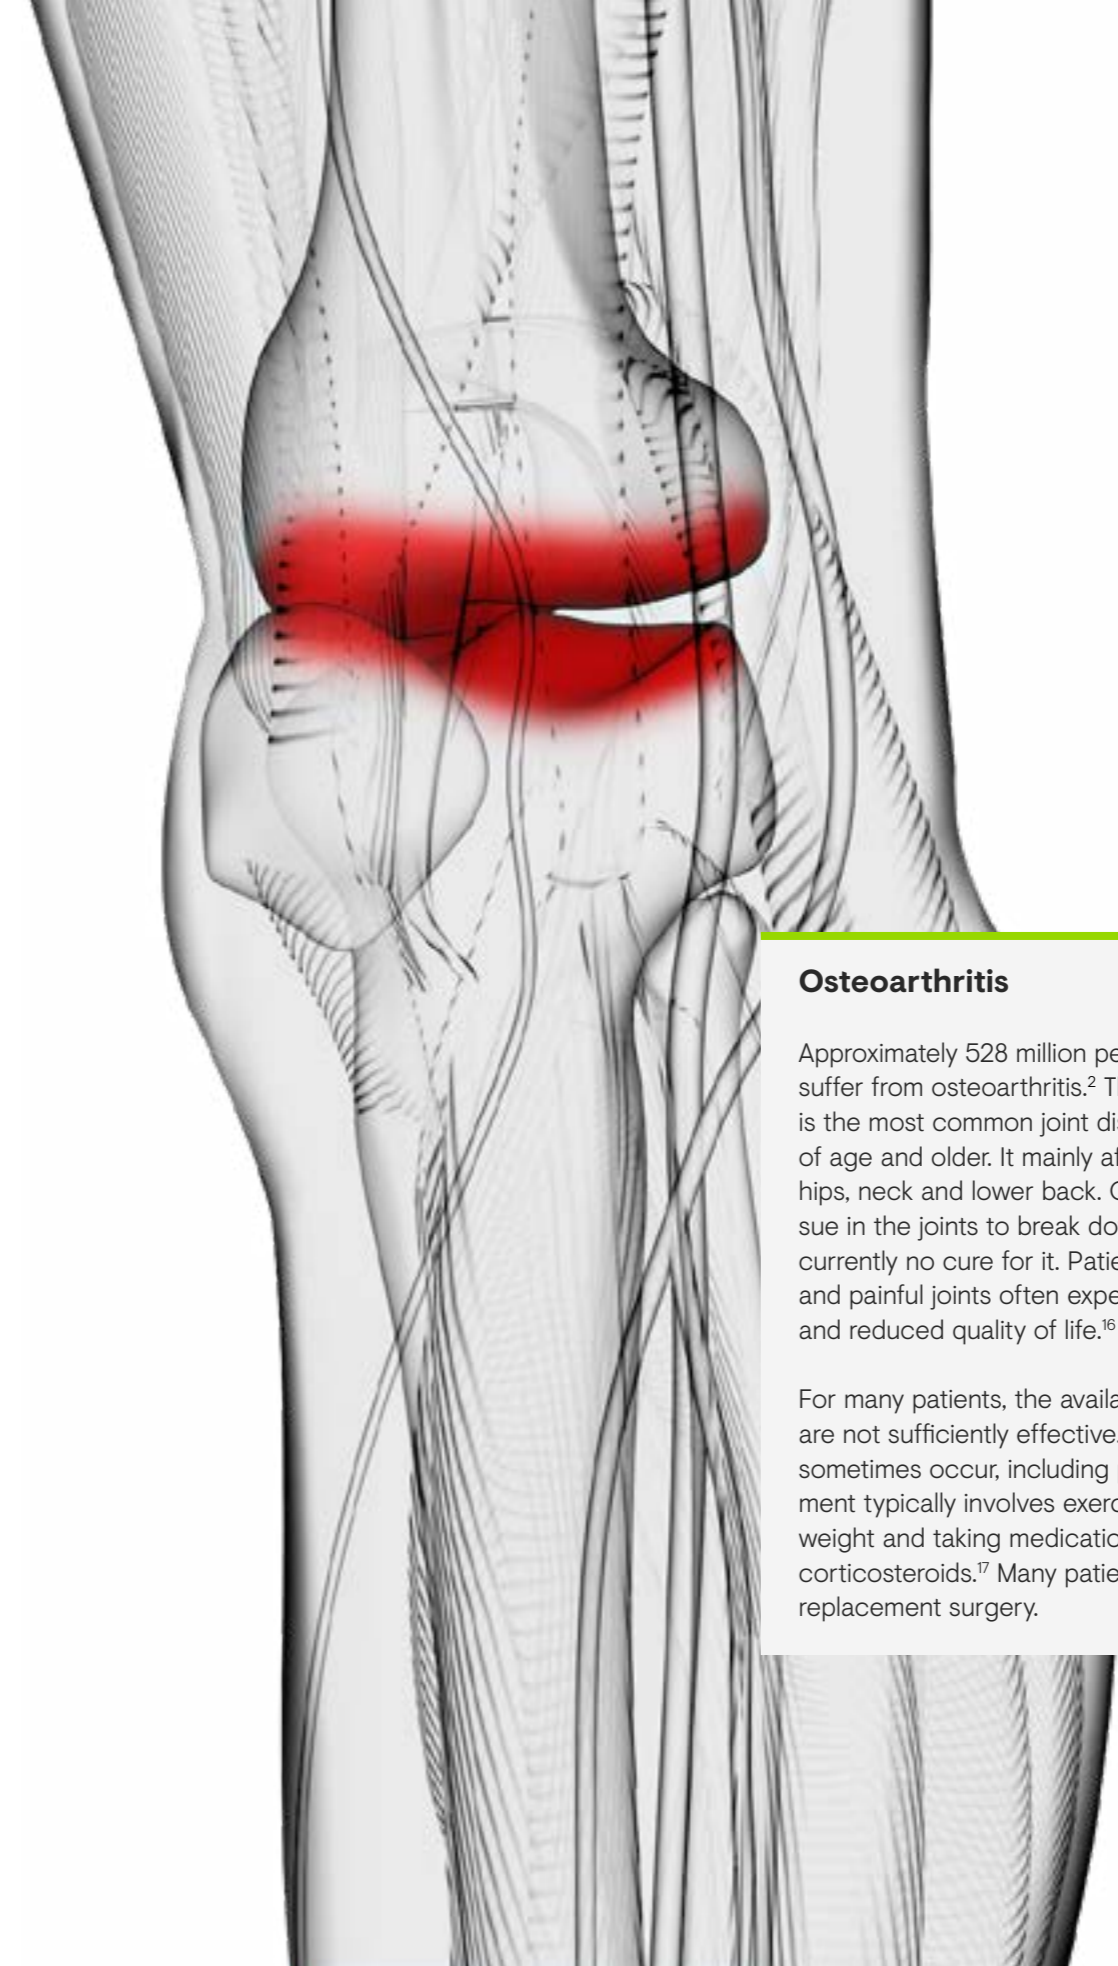 Osteoarthritis
Approximately 528 million pe
suffer from osteoarthritis.² T
is the most common joint di
of age and older. It mainly af
hips, neck and lower back. 
sue in the joints to break do
currently no cure for it. Patie
and painful joints often expe
and reduced quality of life.¹⁶
For many patients, the availa
are not sufficiently effective.
sometimes occur, including
ment typically involves exerc
weight and taking medicatio
corticosteroids.¹⁷ Many patie
replacement surgery.